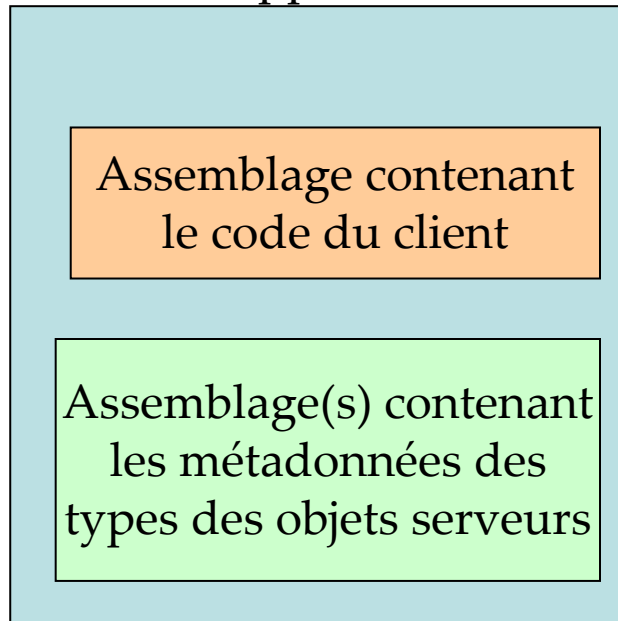 Assemblage contenant
le code du client
Assemblage(s) contenant
les métadonnées des
types des objets serveurs